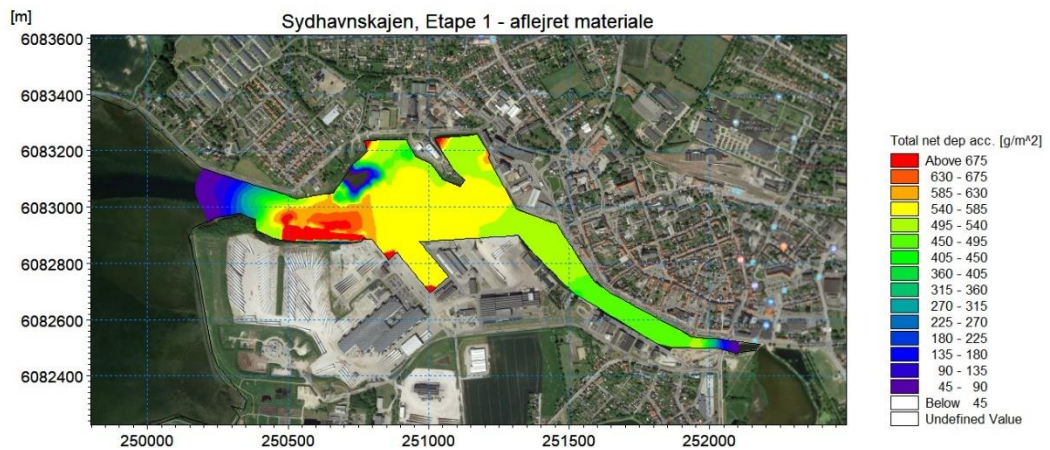 Sydhavnskajen, Etape 1 - aflejret materiale
[m]
6083600
6083400
6083200
6083000
6082800
6082600
6082400
250000 250500 251000 251500 252000
Total net dep acc. [g/m^2]
Above 675
630 - 675
585 - 630
540 - 585
495 - 540
450 - 495
405 - 450
360 - 405
315 - 360
270 - 315
225 - 270
180 - 225
135 - 180
90 - 135
45 - 90
Below 45
Undefined Value